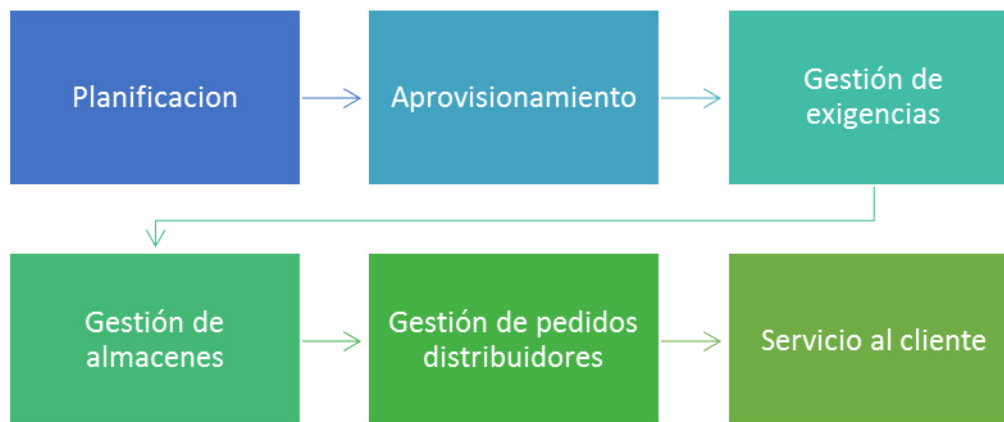 Planificacion
Aprovisionamiento
Gestión de
exigencias
Gestión de
almacenes
Gestión de pedidos
distribuidores
Servicio al cliente